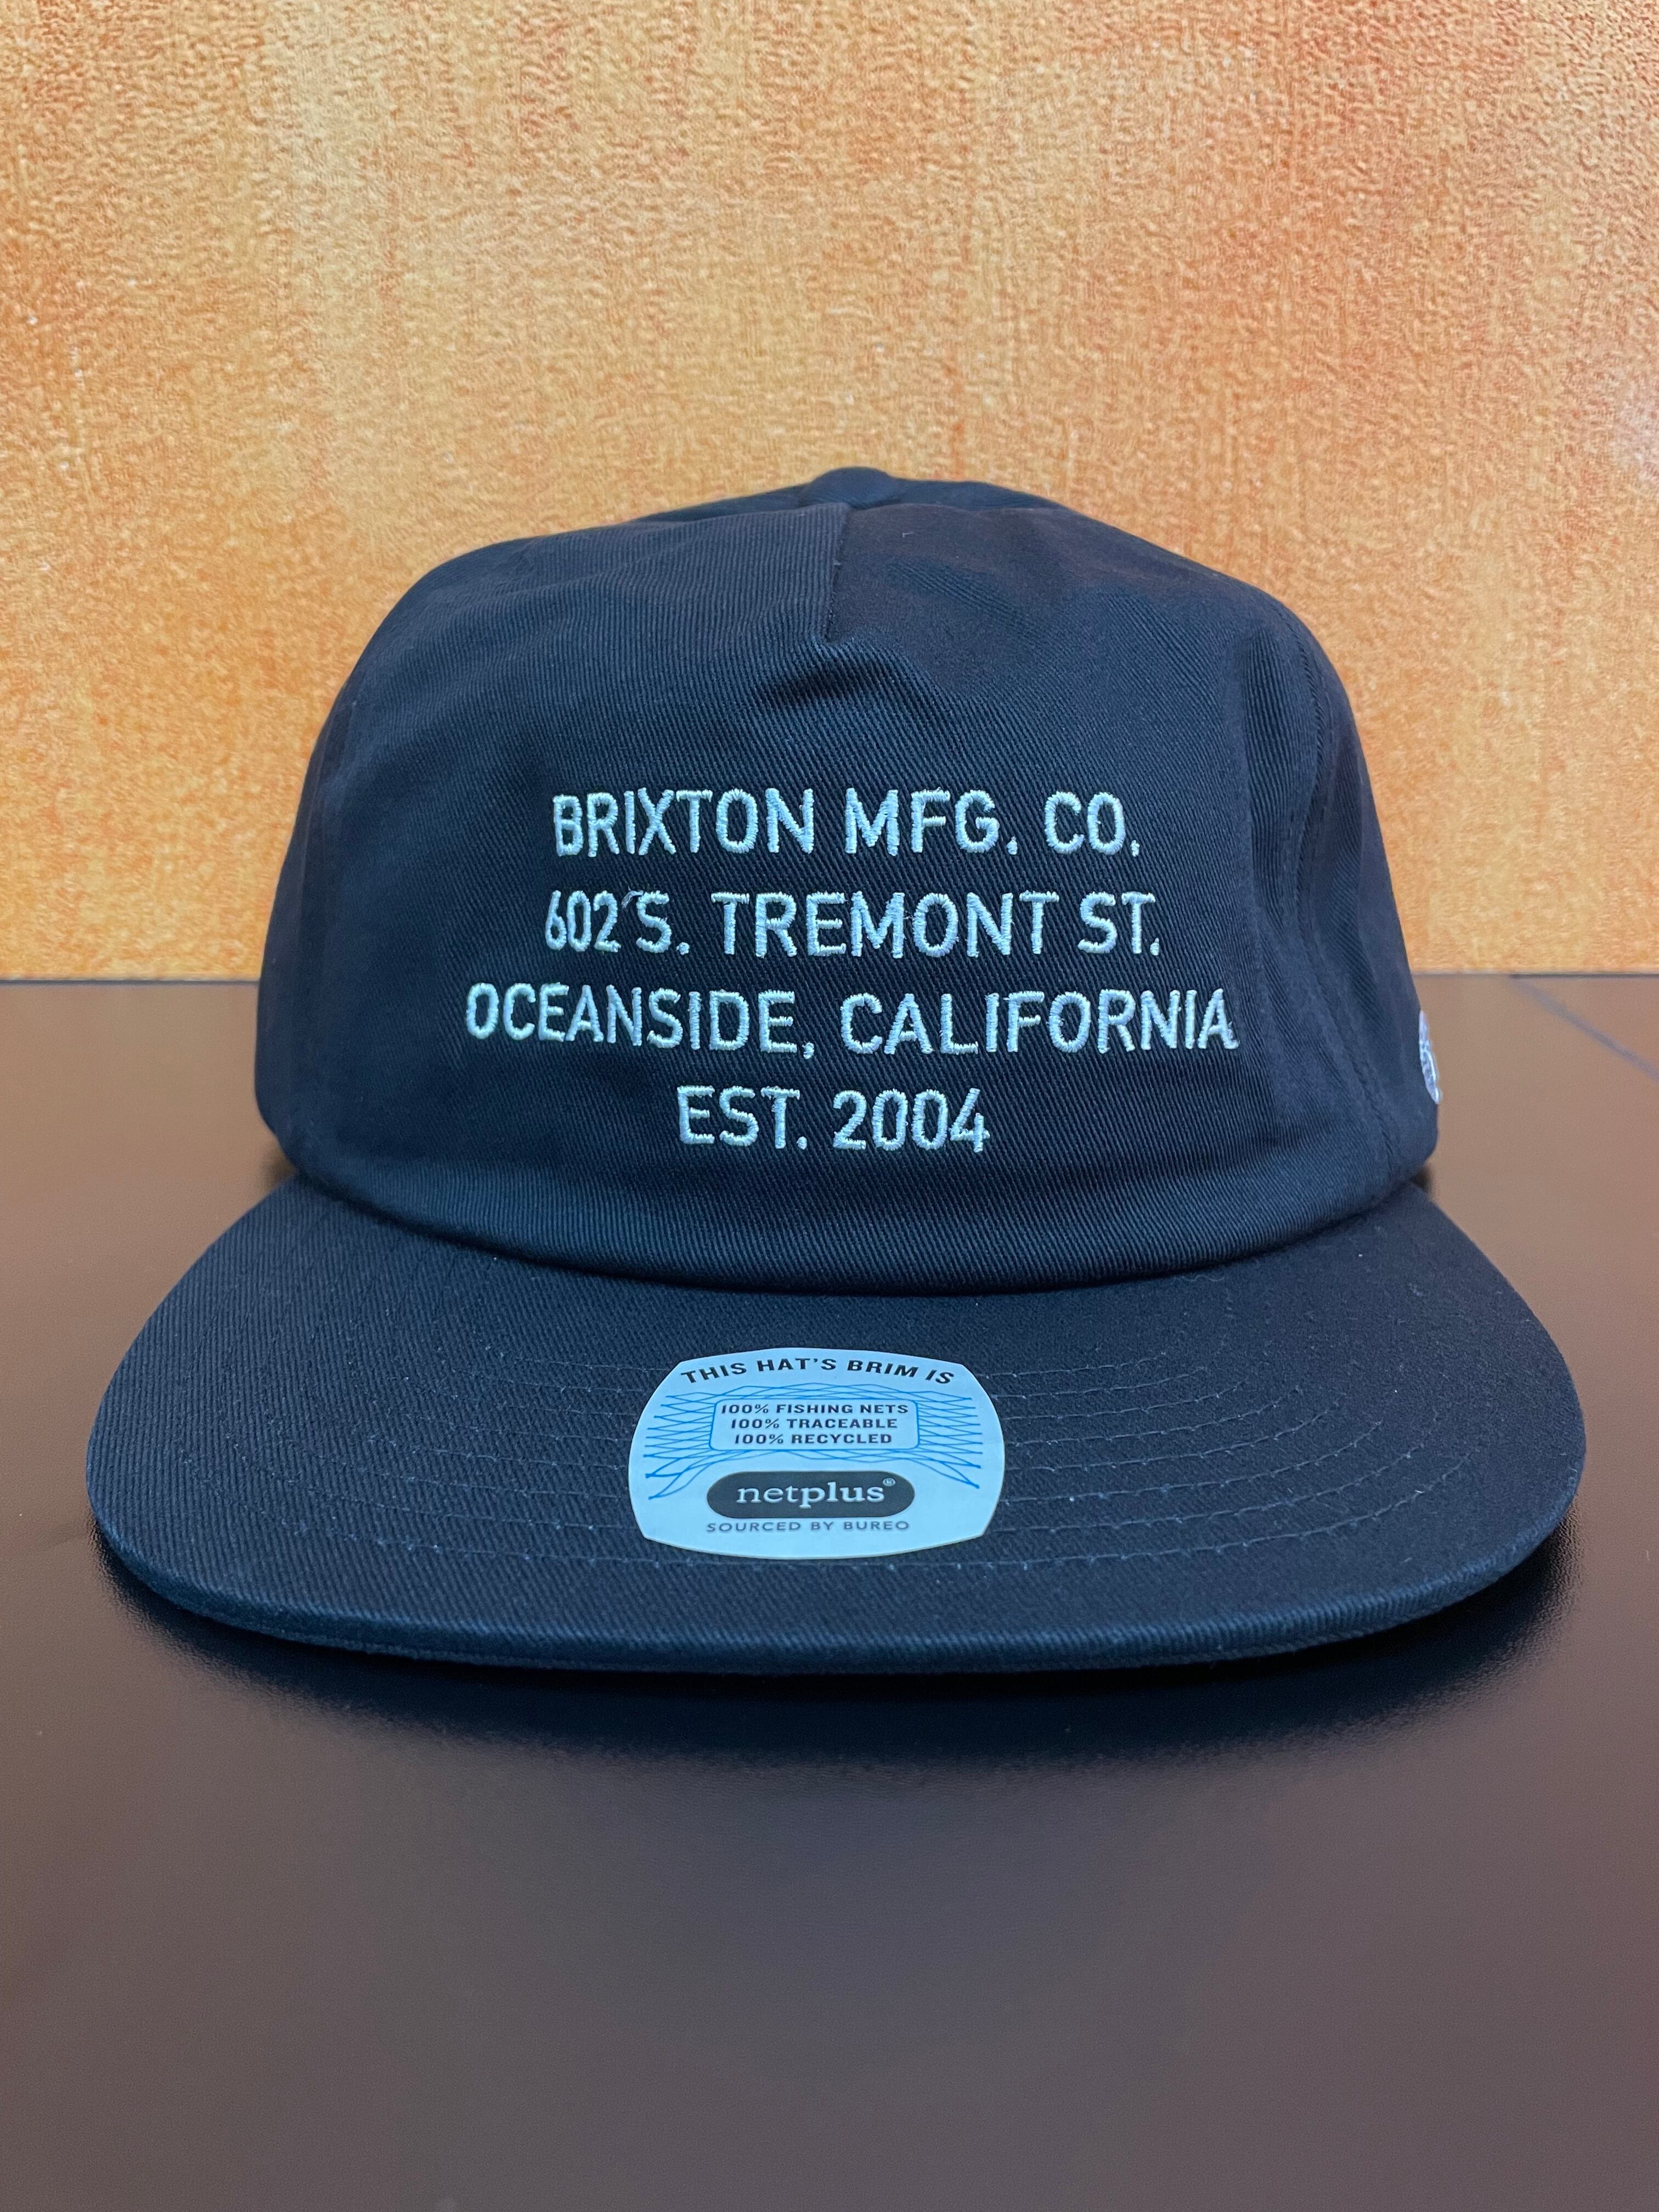 BRIXTON MFG. CO.
602 S. TREMONT ST.
OCEANSIDE, CALIFORNIA
EST. 2004
THIS HAT'S BRIM IS
100% FISHING NETS
100% TRACEABLE
100% RECYCLED
netplus®
SOURCED BY BUREO